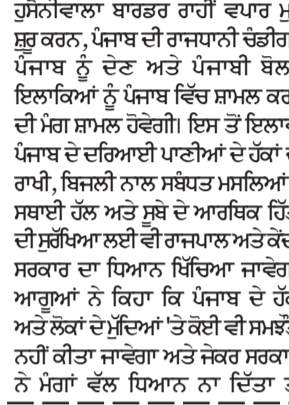 ਹੁਸੈਨੀਵਾਲਾ ਬਾਰਡਰ ਰਾਹੀਂ ਵਪਾਰ
ਸ਼ੁਰੂ ਕਰਨ, ਪੰਜਾਬ ਦੀ ਰਾਜਧਾਨੀ ਚੰਡੀਗ
ਪੰਜਾਬ ਨੂੰ ਦੇਣ ਅਤੇ ਪੰਜਾਬੀ ਬੋਲ
ਇਲਾਕਿਆਂ ਨੂੰ ਪੰਜਾਬ ਵਿੱਚ ਸ਼ਾਮਲ ਕਰ
ਦੀ ਮੰਗ ਸ਼ਾਮਲ ਹੋਵੇਗੀ। ਇਸ ਤੋਂ ਇਲਾ
ਪੰਜਾਬ ਦੇ ਦਰਿਆਈ ਪਾਣੀਆਂ ਦੇ ਹੱਕਾਂ
ਰਾਖੀ, ਬਿਜਲੀ ਨਾਲ ਸਬੰਧਤ ਮਸਲਿਆਂ
ਸਥਾਈ ਹੱਲ ਅਤੇ ਸੂਬੇ ਦੇ ਆਰਥਿਕ ਹਿੱ
ਦੀ ਸੁਰੱਖਿਆ ਲਈ ਵੀ ਰਾਜਪਾਲ ਅਤੇ ਕੇਂ
ਸਰਕਾਰ ਦਾ ਧਿਆਨ ਖਿੱਚਿਆ ਜਾਵੇਗ
ਆਗੂਆਂ ਨੇ ਕਿਹਾ ਕਿ ਪੰਜਾਬ ਦੇ ਹੱ
ਅਤੇ ਲੋਕਾਂ ਦੇ ਮੁੱਦਿਆਂ 'ਤੇ ਕੋਈ ਵੀ ਸਮਝੌ
ਨਹੀਂ ਕੀਤਾ ਜਾਵੇਗਾ ਅਤੇ ਜੇਕਰ ਸਰਕਾ
ਨੇ ਮੰਗਾਂ ਵੱਲ ਧਿਆਨ ਨਾ ਦਿੱਤਾ